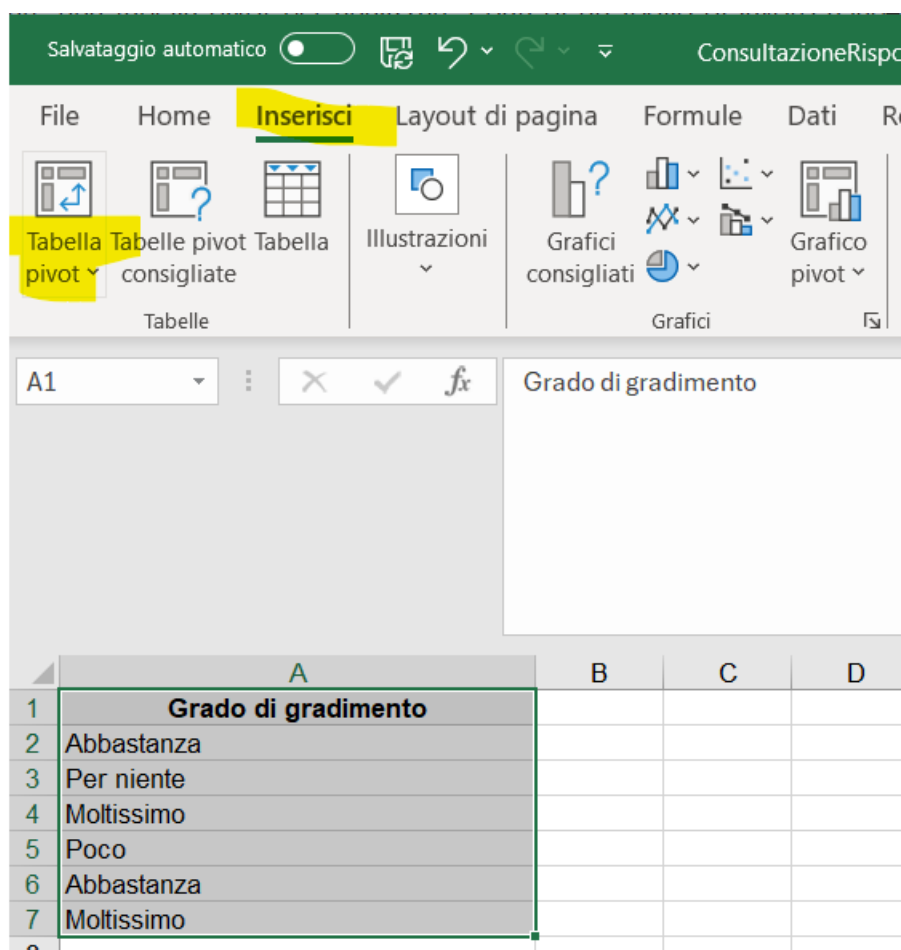 Salvataggio automatico
ConsultazioneRispo
File Home Inserisci Layout di pagina Formule Dati
Tabella pivot
Tabelle pivot consigliate
Tabella
Illustrazioni
Grafici consigliati
Grafico pivot
Tabelle
Grafici
A1
fx
Grado di gradimento
A B C D
1 Grado di gradimento
2 Abbastanza
3 Per niente
4 Moltissimo
5 Poco
6 Abbastanza
7 Moltissimo